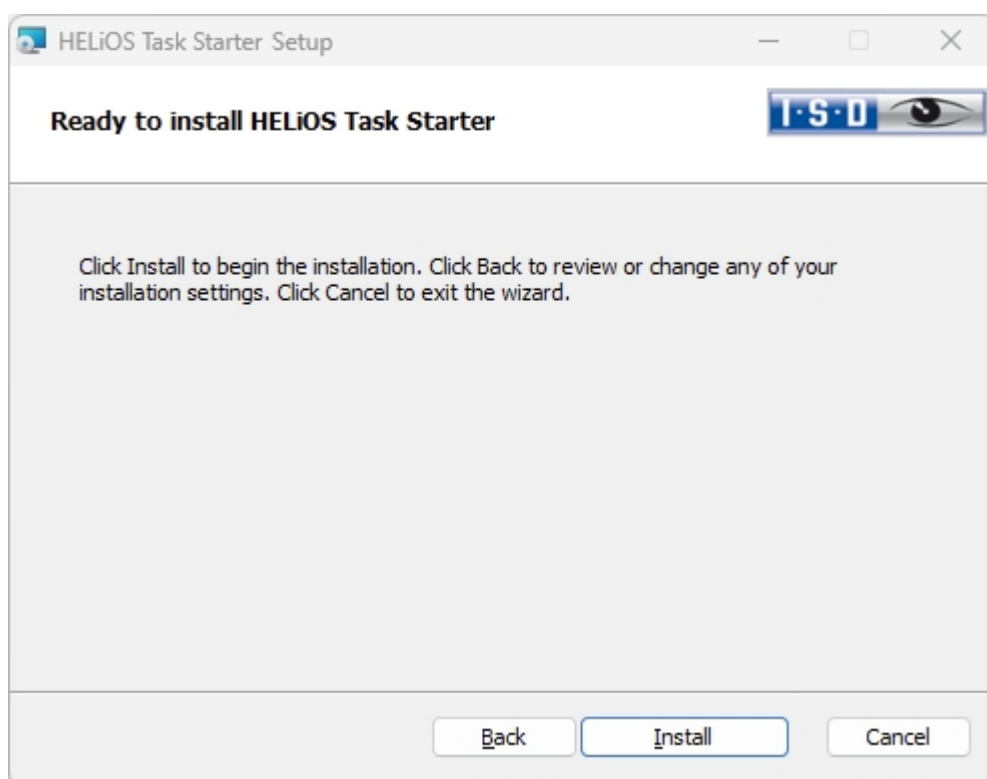 HELiOS Task Starter Setup
Ready to install HELiOS Task Starter
I·S·D
Click Install to begin the installation. Click Back to review or change any of your
installation settings. Click Cancel to exit the wizard.
Back
Install
Cancel